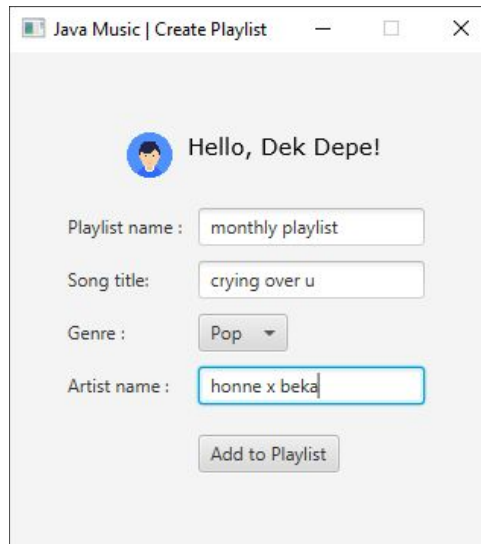 Java Music | Create Playlist
Hello, Dek Depe!
Playlist name : monthly playlist
Song title: crying over u
Genre : Pop
Artist name : honne x beka
Add to Playlist